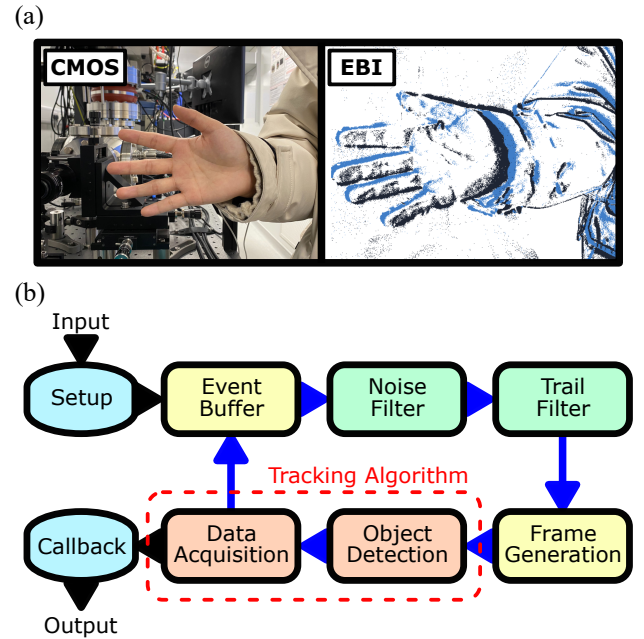 (a)
CMOS
EBI
(b)
Input
Setup
Event
Buffer
Noise
Filter
Trail
Filter
Tracking Algorithm
Callback
Data
Acquisition
Object
Detection
Frame
Generation
Output